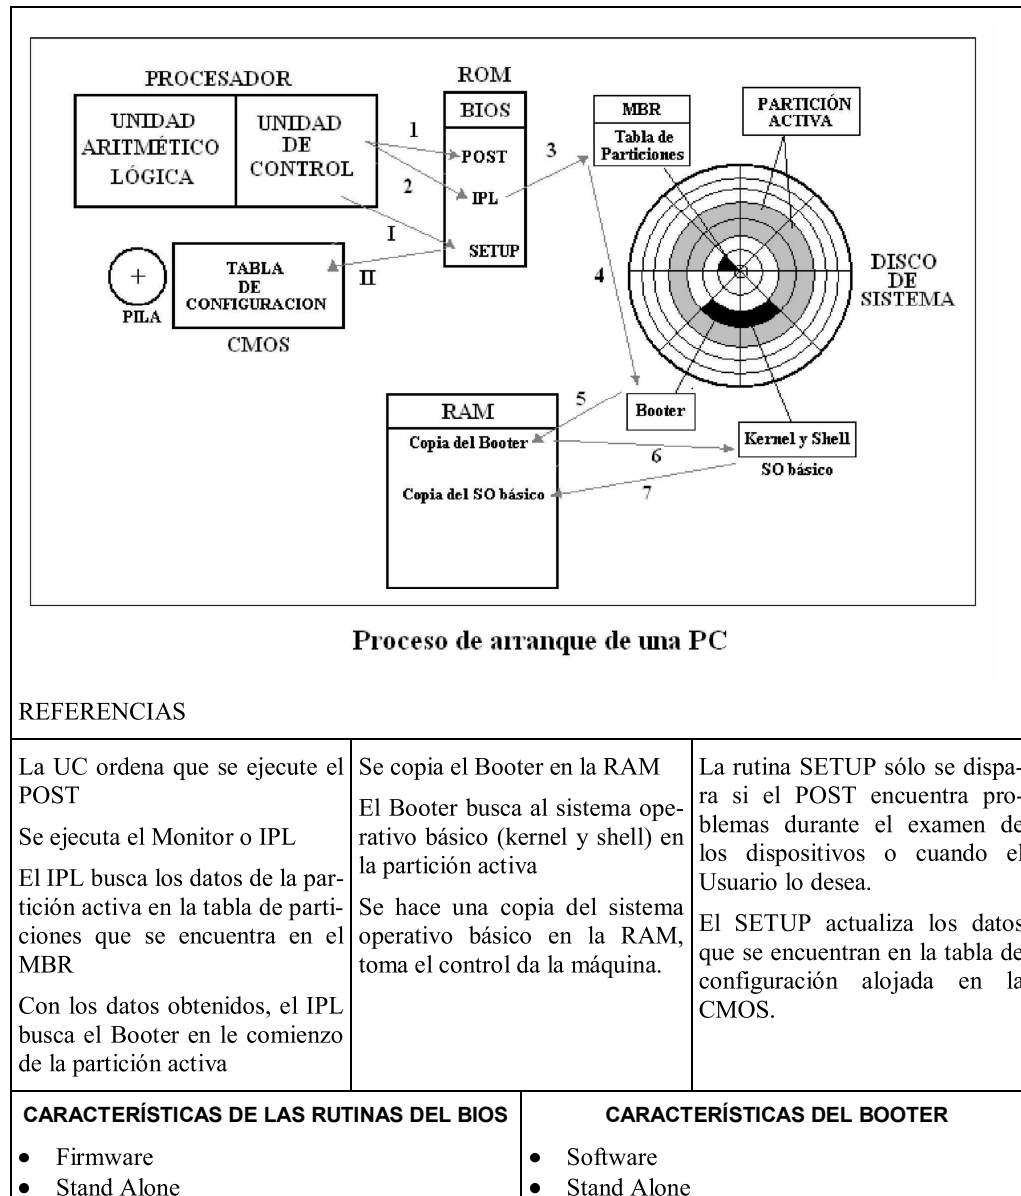 PROCESADOR
UNIDAD
ARITMÉTICO
LÓGICA
UNIDAD
DE
CONTROL
ROM
BIOS
POST
IPL
SETUP
1
2
I
II
3
4
MBR
Tabla de
Particiones
PARTICIÓN
ACTIVA
DISCO
DE
SISTEMA
+
PILA
TABLA
DE
CONFIGURACION
CMOS
RAM
Copia del Booter
Copia del SO básico
5
6
7
Booter
Kernel y Shell
SO básico
Proceso de arranque de una PC
REFERENCIAS
La UC ordena que se ejecute el
POST
Se ejecuta el Monitor o IPL
El IPL busca los datos de la par-
tición activa en la tabla de parti-
ciones que se encuentra en el
MBR
Con los datos obtenidos, el IPL
busca el Booter en le comienzo
de la partición activa
Se copia el Booter en la RAM
El Booter busca al sistema ope-
rativo básico (kernel y shell) en
la partición activa
Se hace una copia del sistema
operativo básico en la RAM,
toma el control da la máquina.
La rutina SETUP sólo se dispa-
ra si el POST encuentra pro-
blemas durante el examen de
los dispositivos o cuando el
Usuario lo desea.
El SETUP actualiza los datos
que se encuentran en la tabla de
configuración alojada en la
CMOS.
CARACTERÍSTICAS DE LAS RUTINAS DEL BIOS
• Firmware
• Stand Alone
CARACTERÍSTICAS DEL BOOTER
• Software
• Stand Alone